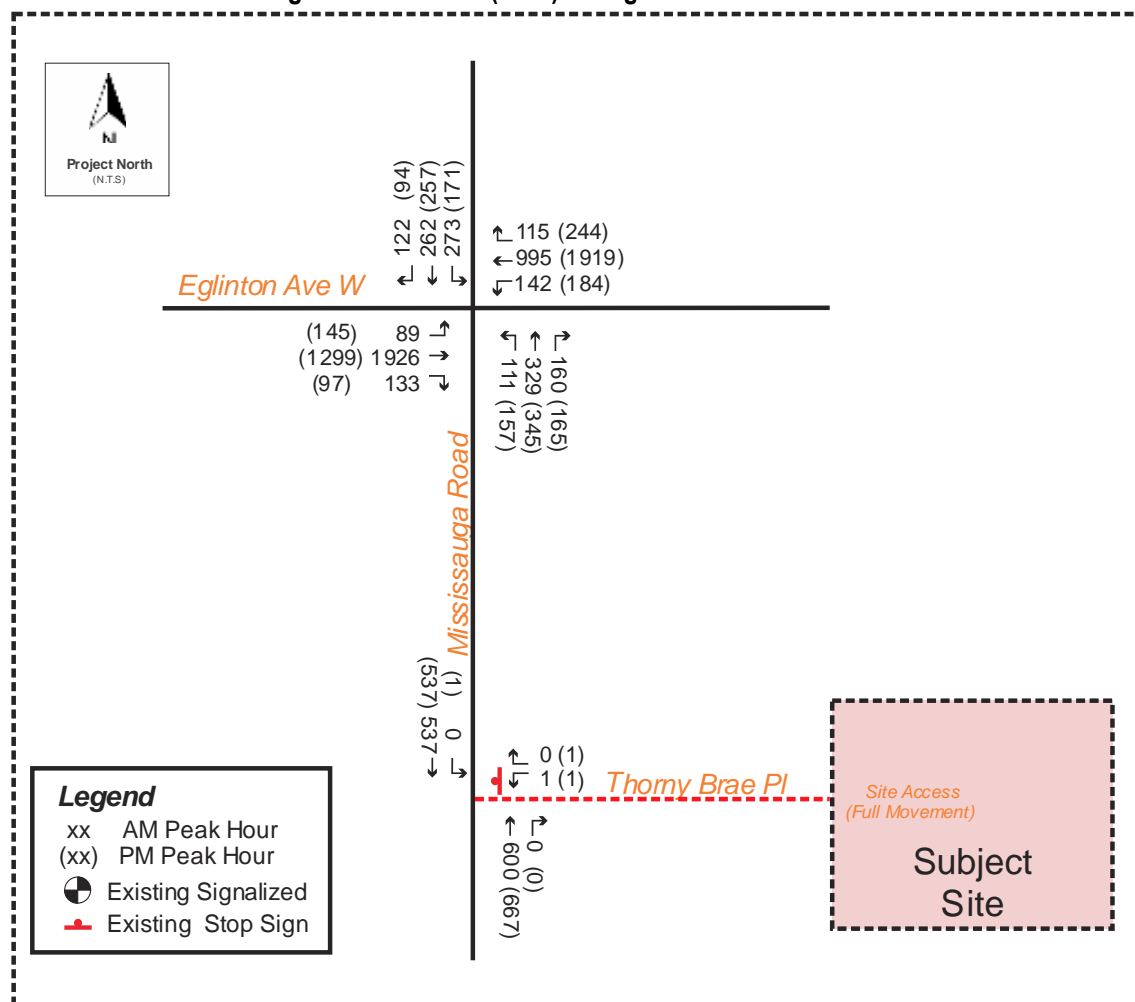 N
Project North
(N.T.S)
122 (94)
262 (257)
273 (171)
115 (244)
995 (1919)
142 (184)
Eglinton Ave W
(145) 89
(1299) 1926
(97) 133
111 (157)
329 (345)
160 (165)
Mississauga Road
(537) 537
(1) 0
0 (1)
1 (1)
Thorny Brae Pl
600 (667)
0 (0)
Site Access
(Full Movement)
Subject
Site
Legend
xx AM Peak Hour
(xx) PM Peak Hour
Existing Signalized
Existing Stop Sign